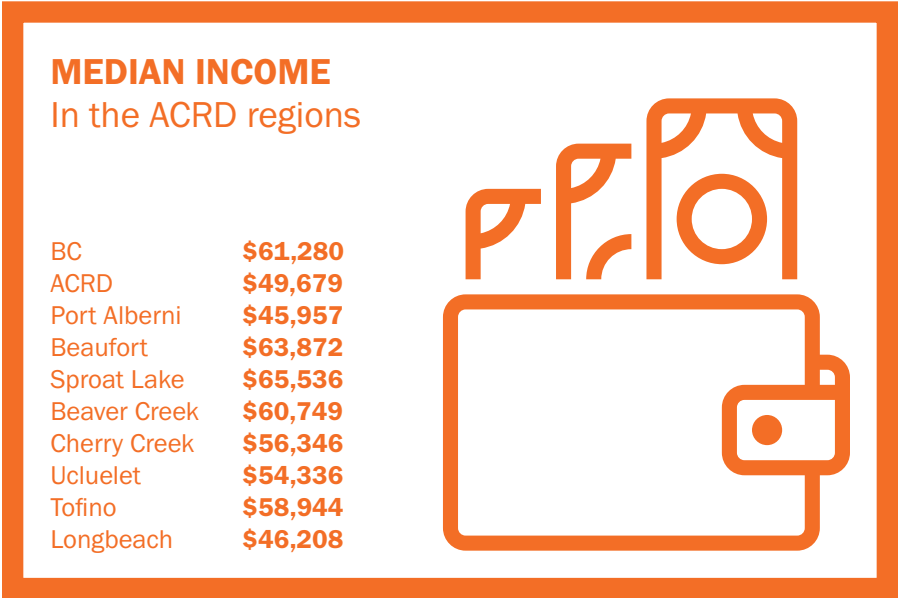 MEDIAN INCOME
In the ACRD regions
BC $61,280
ACRD $49,679
Port Alberni $45,957
Beaufort $63,872
Sproat Lake $65,536
Beaver Creek $60,749
Cherry Creek $56,346
Ucluelet $54,336
Tofino $58,944
Longbeach $46,208